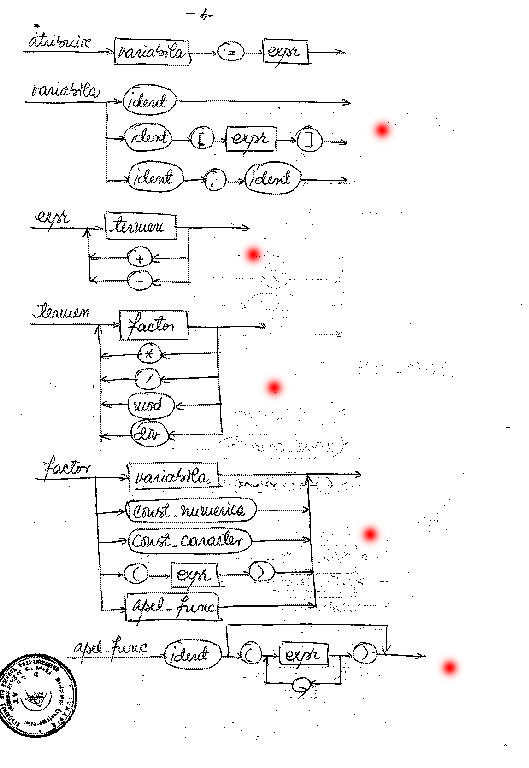 atribuire variabila := expr
variabila ident
ident [ expr ]
ident . ident
expr termen
+
-
termen factor
*
/
mod
div
factor variabila
const_numerica
const_caracter
( expr )
apel_func
apel_func ident ( expr )
,